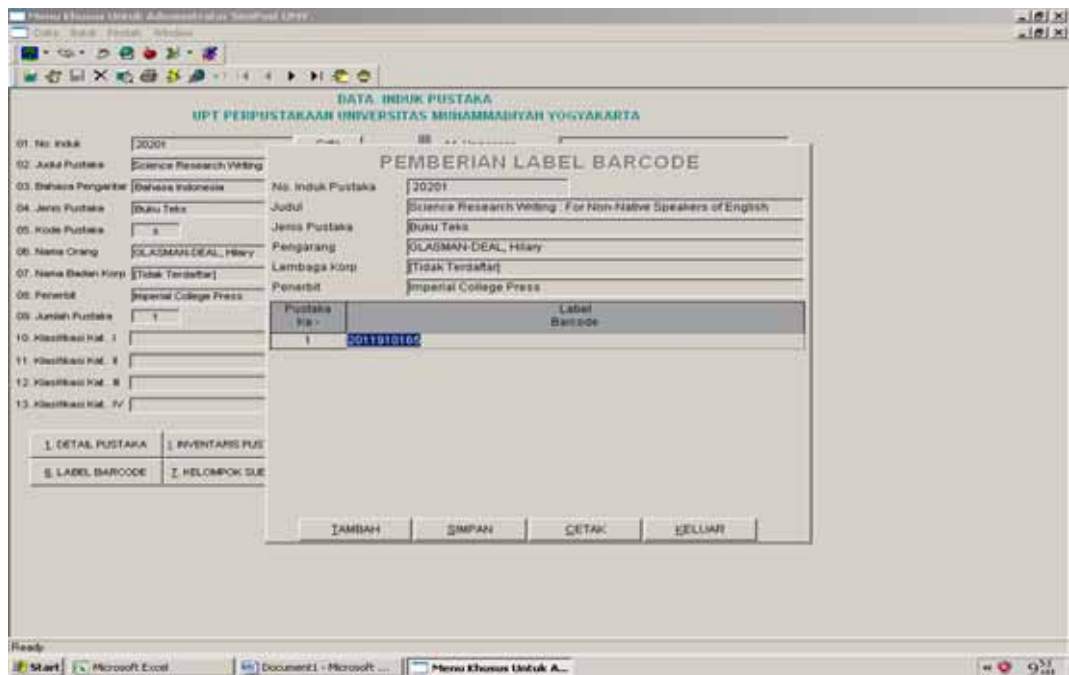 Menu Khusus Untuk Administrator SimPust UMY.
Data Window
DATA INDUK PUSTAKA
UPT PERPUSTAKAAN UNIVERSITAS MUHAMMADIYAH YOGYAKARTA
01. No. Induk 20201
02. Judul Pustaka Science Research Writing
03. Bahasa Pengantar Bahasa Indonesia
04. Jenis Pustaka Buku Teks
05. Kode Pustaka
06. Nama Orang GLASMAN-DEAL, Hilary
07. Nama Badan Korp [Tidak Terdaftar]
08. Penerbit Imperial College Press
09. Jumlah Pustaka 1
10. Klasifikasi Kat. I
11. Klasifikasi Kat. II
12. Klasifikasi Kat. III
13. Klasifikasi Kat. IV
1. DETAIL PUSTAKA
INVENTARIS PUS
6. LABEL BARCODE
7. KELOMPOK SUB
PEMBERIAN LABEL BARCODE
No. Induk Pustaka 20201
Judul Science Research Writing : For Non-Native Speakers of English
Jenis Pustaka Buku Teks
Pengarang GLASMAN-DEAL, Hilary
Lembaga Korp [Tidak Terdaftar]
Penerbit Imperial College Press
Pustaka Ke - Label Barcode
1 2011910165
TAMBAH SIMPAN CETAK KELUAR
Ready
Start Microsoft Excel Document1 - Microsoft ... Menu Khusus Untuk A...